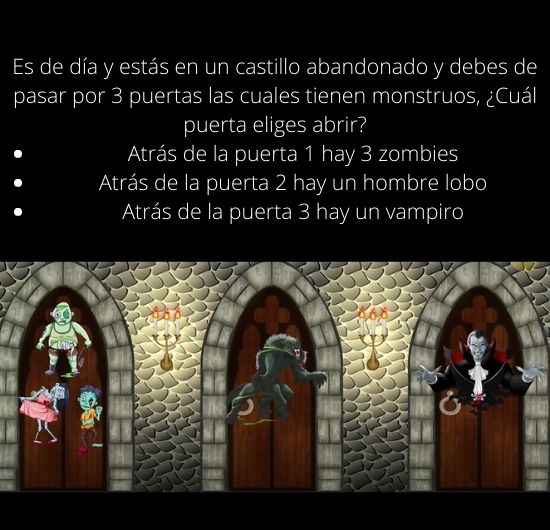 Es de día y estás en un castillo abandonado y debes de
pasar por 3 puertas las cuales tienen monstruos, ¿Cuál
puerta eliges abrir?
• Atrás de la puerta 1 hay 3 zombies
• Atrás de la puerta 2 hay un hombre lobo
• Atrás de la puerta 3 hay un vampiro